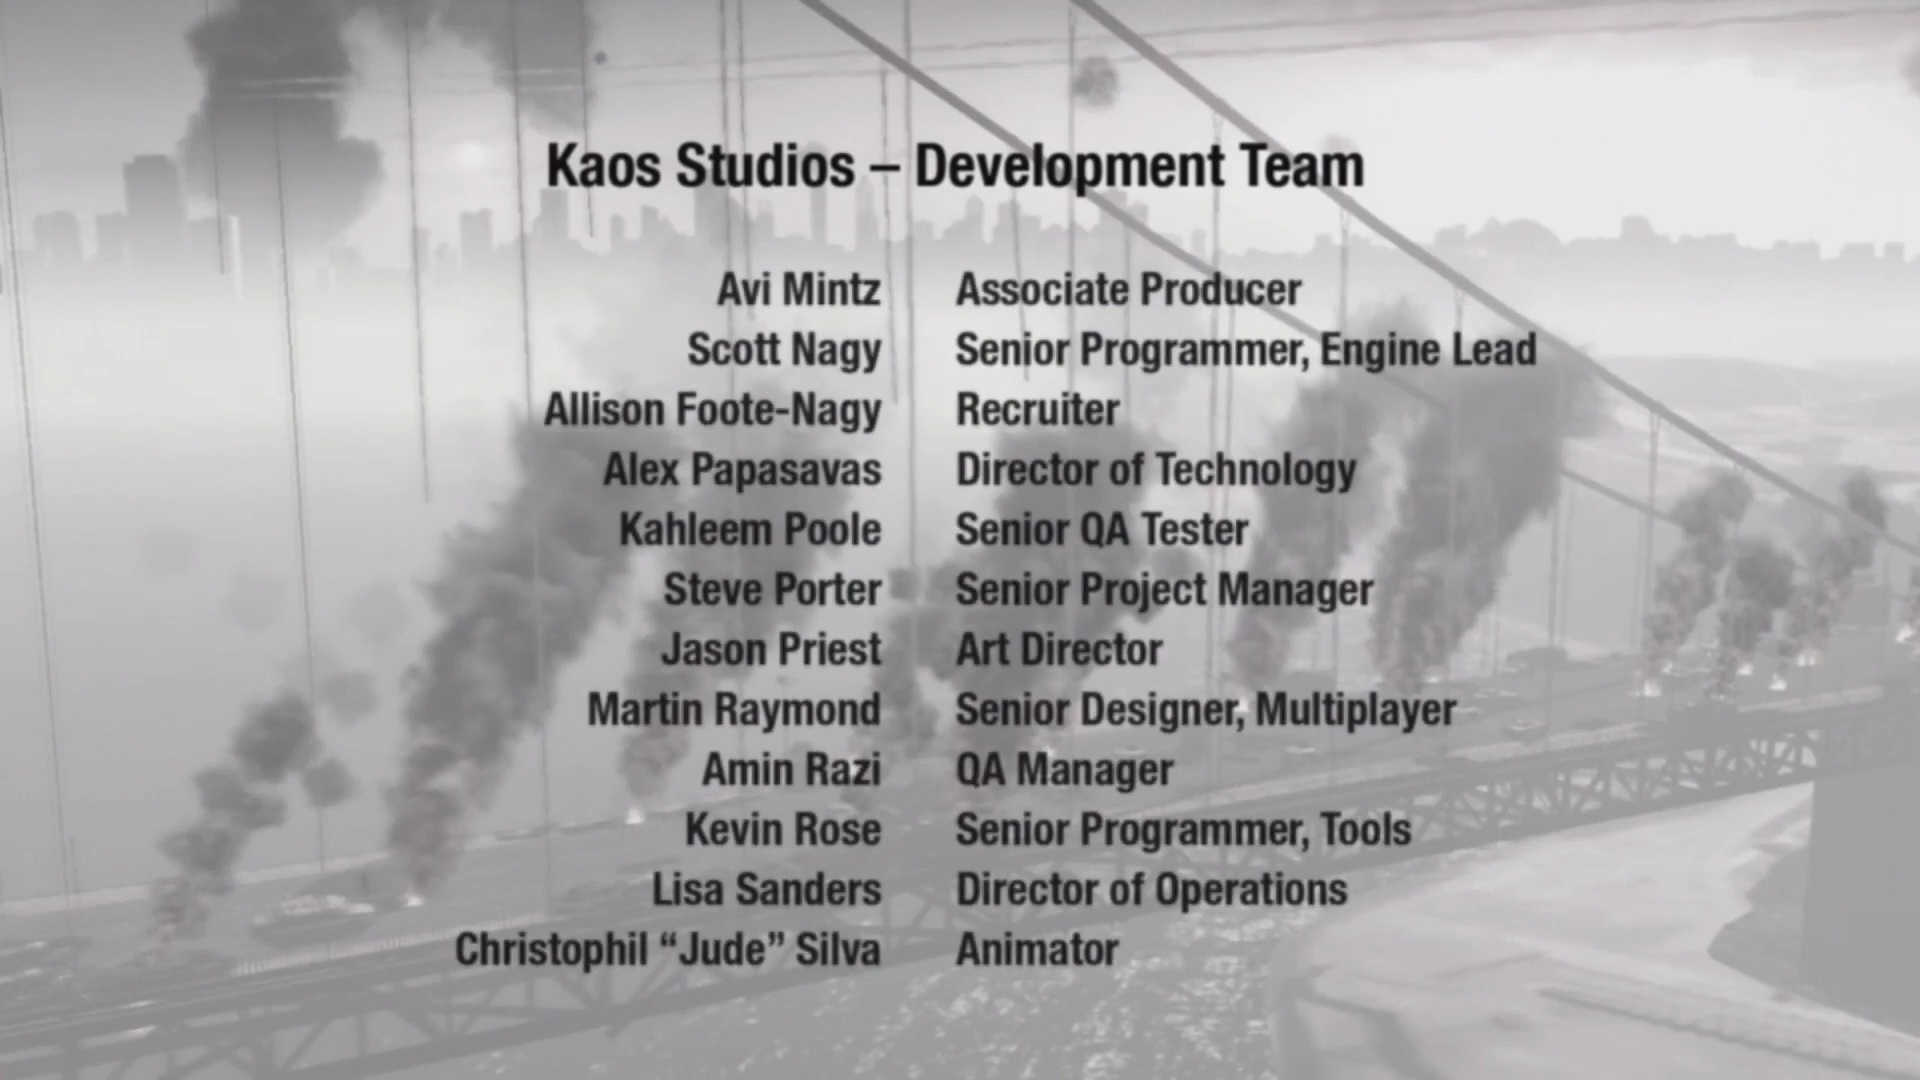 Kaos Studios – Development Team
Avi Mintz Associate Producer
Scott Nagy Senior Programmer, Engine Lead
Allison Foote-Nagy Recruiter
Alex Papasavas Director of Technology
Kahleem Poole Senior QA Tester
Steve Porter Senior Project Manager
Jason Priest Art Director
Martin Raymond Senior Designer, Multiplayer
Amin Razi QA Manager
Kevin Rose Senior Programmer, Tools
Lisa Sanders Director of Operations
Christophil “Jude” Silva Animator